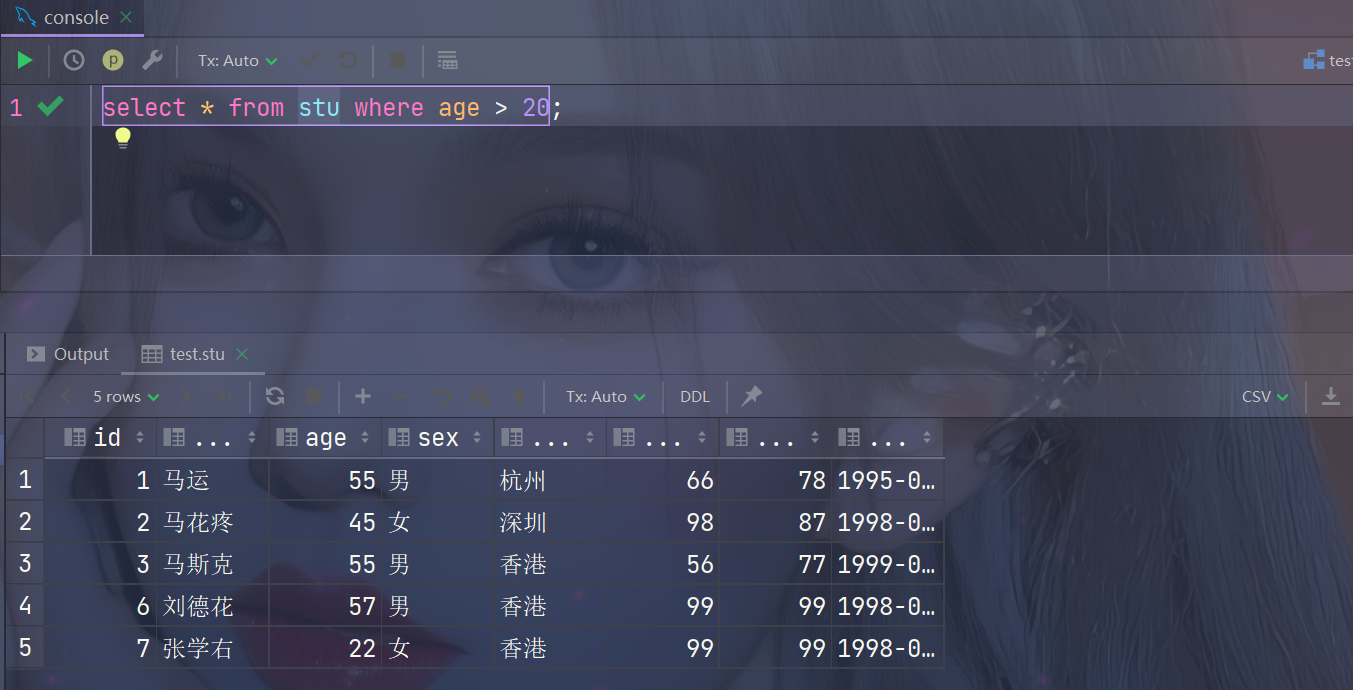 console
Tx: Auto
tes
1 select * from stu where age > 20;
Output test.stu
5 rows Tx: Auto DDL CSV
id ... age sex ... ... ... ...
1 1 马运 55 男 杭州 66 78 1995-0…
2 2 马花疼 45 女 深圳 98 87 1998-0…
3 3 马斯克 55 男 香港 56 77 1999-0…
4 6 刘德花 57 男 香港 99 99 1998-0…
5 7 张学右 22 女 香港 99 99 1998-0…